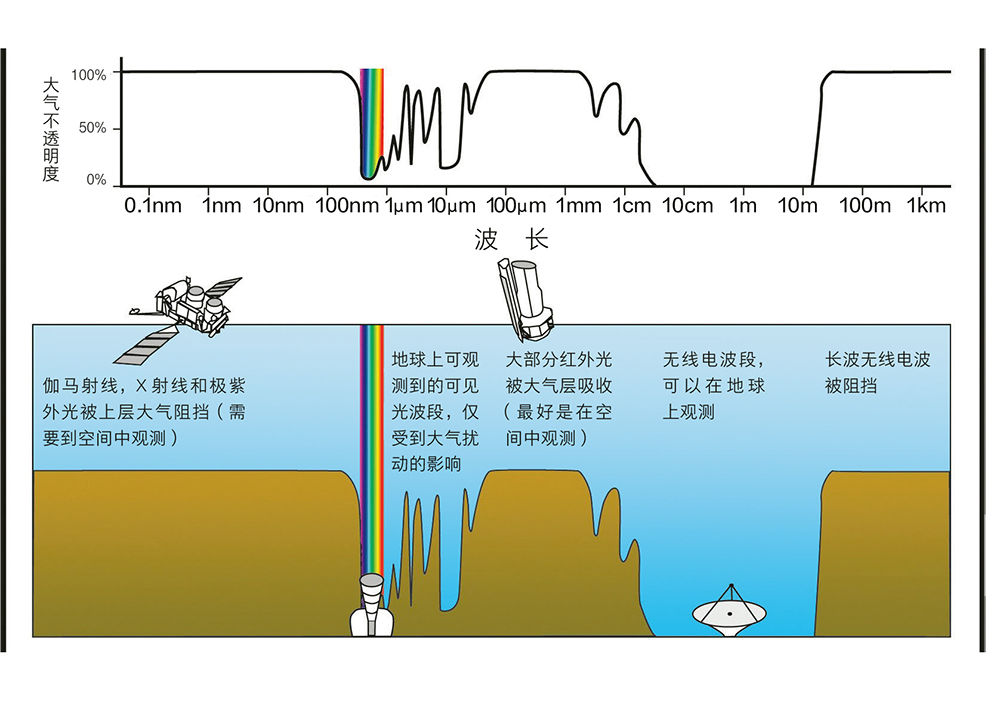 大气不透明度
100%
50%
0%
0.1nm 1nm 10nm 100nm 1μm 10μm 100μm 1mm 1cm 10cm 1m 10m 100m 1km
波 长
伽马射线，X射线和极紫
外光被上层大气阻挡（需
要到空间中观测）
地球上可观
测到的可见
光波段，仅
受到大气扰
动的影响
大部分红外光
被大气层吸收
（最好是在空
间中观测）
无线电波段，
可以在地球
上观测
长波无线电波
被阻挡